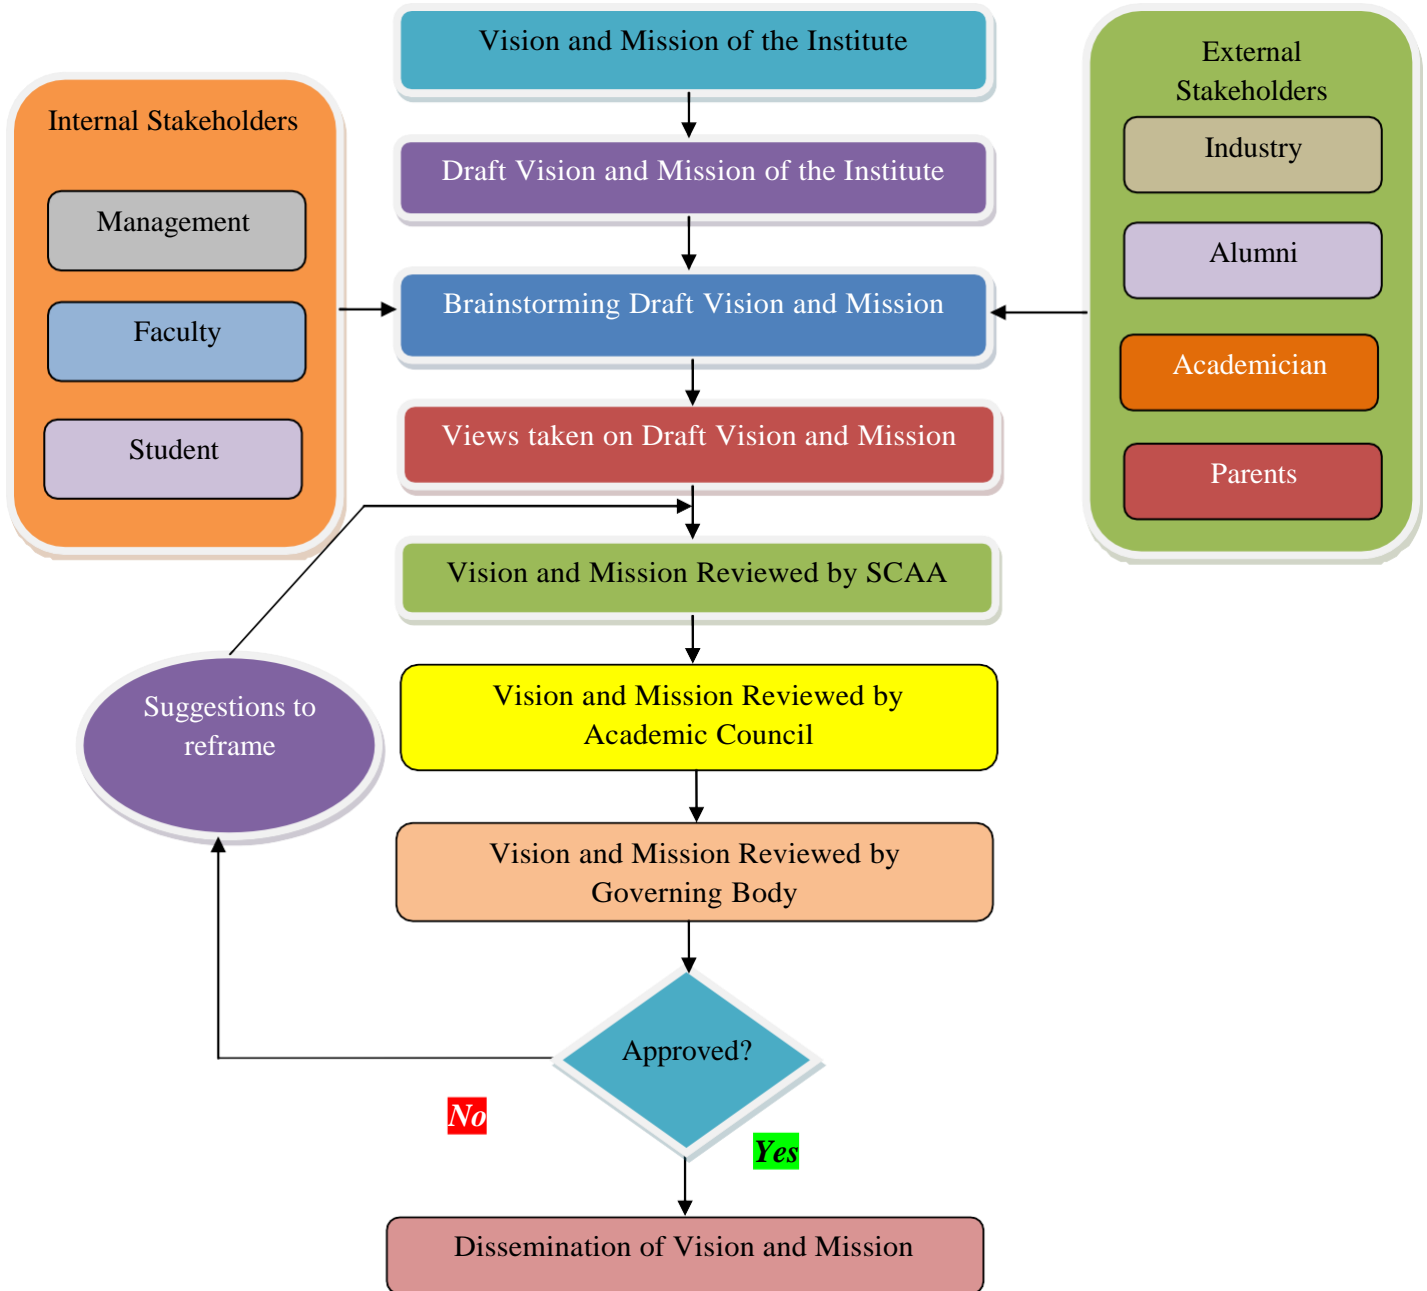 Vision and Mission of the Institute
External
Stakeholders
Internal Stakeholders
Industry
Draft Vision and Mission of the Institute
Management
Alumni
Brainstorming Draft Vision and Mission
Faculty
Academician
Views taken on Draft Vision and Mission
Student
Parents
Vision and Mission Reviewed by SCAA
Suggestions to
reframe
Vision and Mission Reviewed by
Academic Council
Vision and Mission Reviewed by
Governing Body
Approved?
No
Yes
Dissemination of Vision and Mission